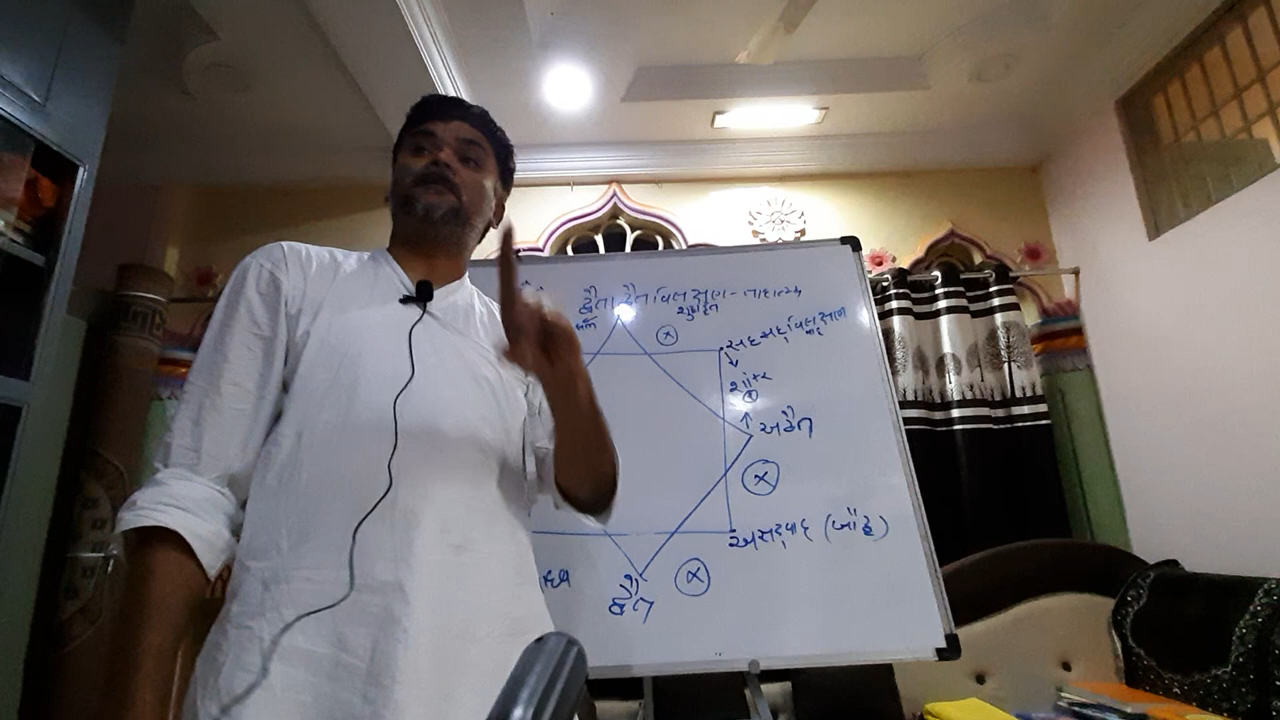 દ્વૈતાદ્વૈતવિલક્ષણ - તાદાત્મ્ય
શુદ્ધાદ્વૈત
સદસદ્વિલક્ષણ
વાદ
શાંકર
અદ્વૈત
અસદ્વાદ (બૌદ્ધ)
દ્વૈત